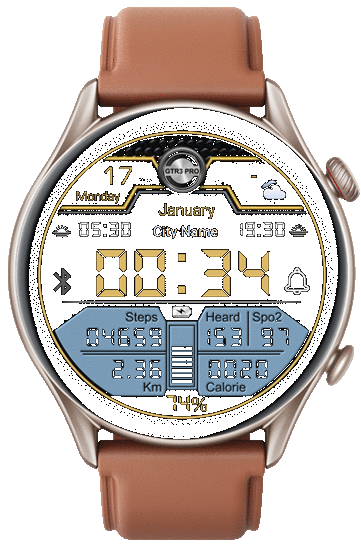 GTR3 PRO
17 -
Monday
January
05:30 City Name 19:30
00:34
Steps Heard Spo2
04659 153 97
2.36 0020
Km Calorie
74%